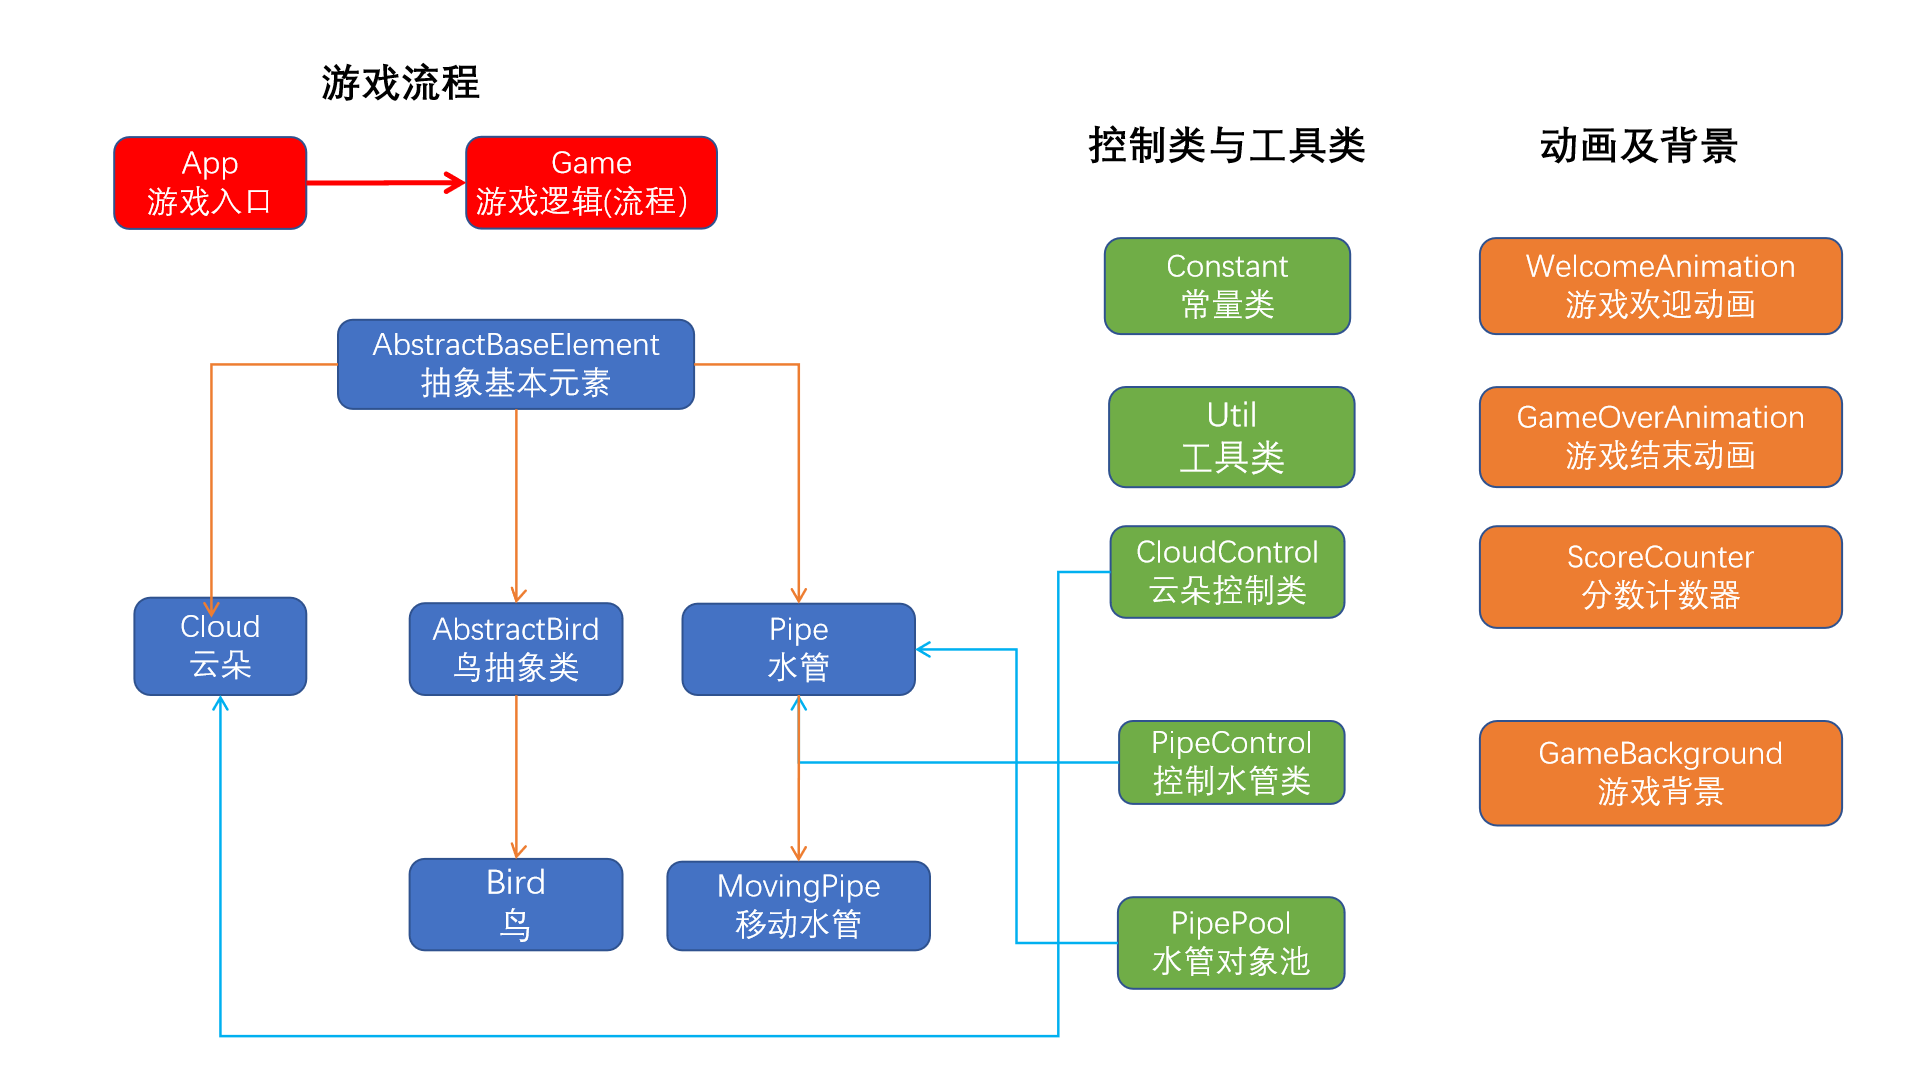 游戏流程
App
游戏入口
Game
游戏逻辑(流程）
AbstractBaseElement
抽象基本元素
Cloud
云朵
AbstractBird
鸟抽象类
Pipe
水管
Bird
鸟
MovingPipe
移动水管
控制类与工具类
Constant
常量类
Util
工具类
CloudControl
云朵控制类
PipeControl
控制水管类
PipePool
水管对象池
动画及背景
WelcomeAnimation
游戏欢迎动画
GameOverAnimation
游戏结束动画
ScoreCounter
分数计数器
GameBackground
游戏背景